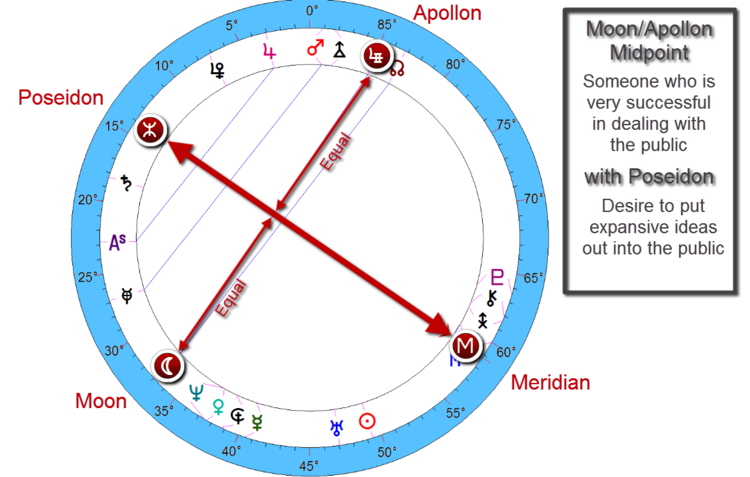 Apollon
0°
5°
85°
10°
80°
Poseidon
15°
75°
20°
70°
As
25°
65°
30°
60°
M
Moon
35°
Meridian
40°
45°
50°
55°
Equal
Equal
Moon/Apollon
Midpoint
Someone who is
very successful
in dealing with
the public
with Poseidon
Desire to put
expansive ideas
out into the public